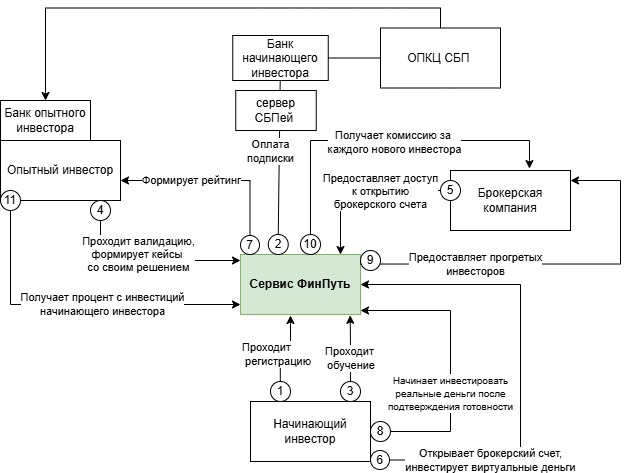 Банк
начинающего
инвестора
ОПКЦ СБП
сервер
СБПей
Банк опытного
инвестора
Опытный инвестор
Оплата
подписки
Получает комиссию за
каждого нового инвестора
Формирует рейтинг
Предоставляет доступ
к открытию
брокерского счета
5
Брокерская
компания
11
4
Проходит валидацию,
формирует кейсы
со своим решением
7
2
10
9
Предоставляет прогретых
инвесторов
Сервис ФинПуть
Получает процент с инвестиций
начинающего инвестора
Проходит
регистрацию
Проходит
обучение
1
3
Начинает инвестировать
реальные деньги после
подтверждения готовности
Начинающий
инвестор
8
6
Открывает брокерский счет,
инвестирует виртуальные деньги